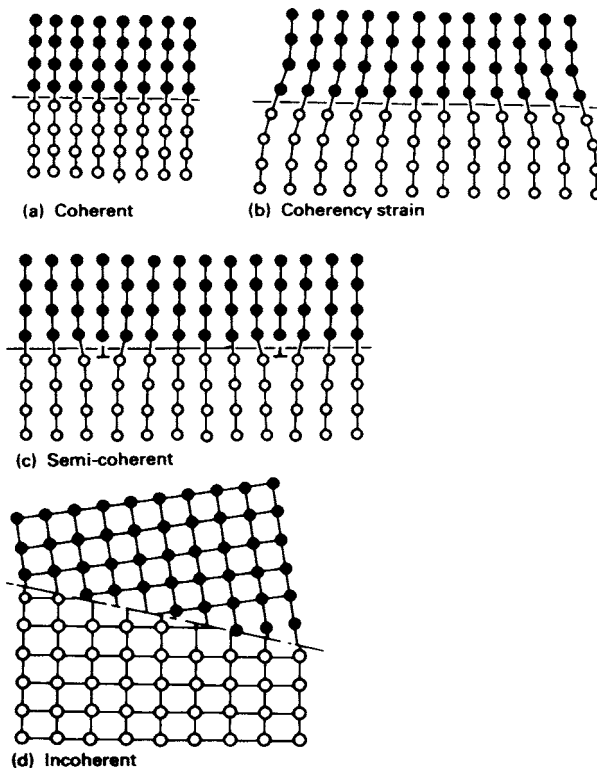 (a) Coherent
(b) Coherency strain
(c) Semi-coherent
(d) Incoherent